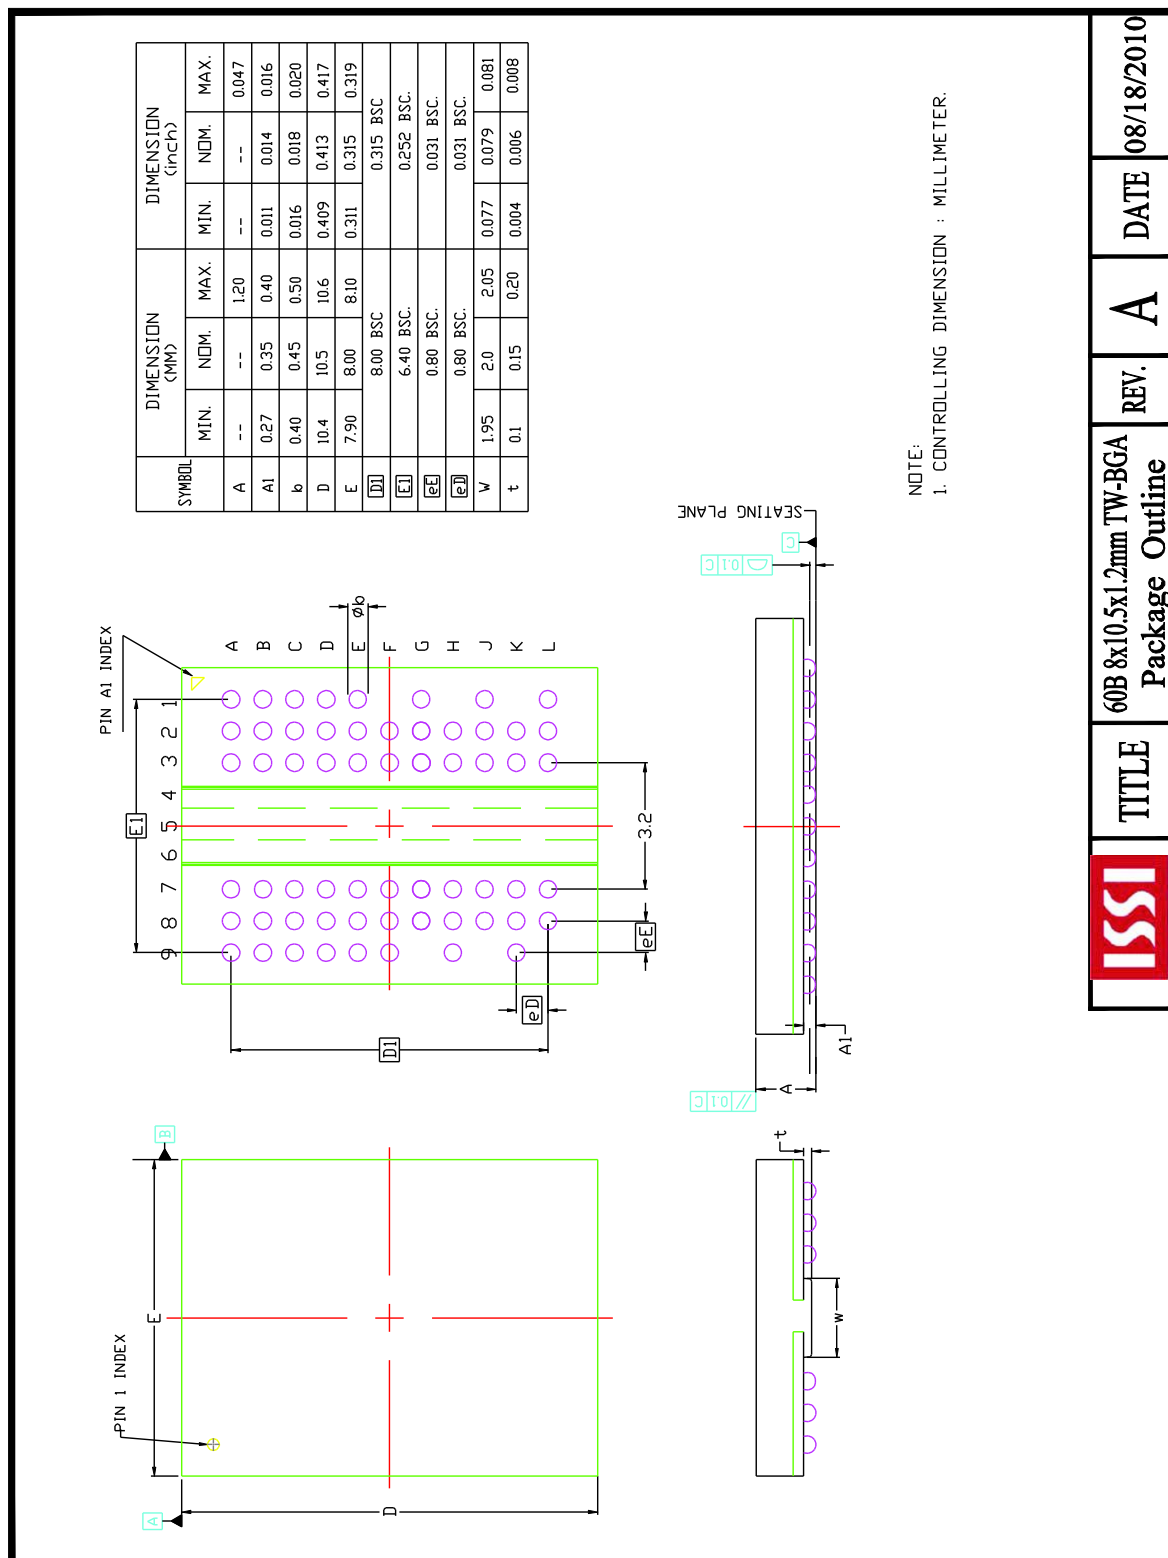 SYMBOL DIMENSION (MM) DIMENSION (inch)
MIN. NOM. MAX. MIN. NOM. MAX.
A -- -- 1.20 -- -- 0.047
A1 0.27 0.35 0.40 0.011 0.014 0.016
b 0.40 0.45 0.50 0.016 0.018 0.020
D 10.4 10.5 10.6 0.409 0.413 0.417
E 7.90 8.00 8.10 0.311 0.315 0.319
D1 8.00 BSC 0.315 BSC
E1 6.40 BSC. 0.252 BSC.
eE 0.80 BSC. 0.031 BSC.
eD 0.80 BSC. 0.031 BSC.
W 1.95 2.0 2.05 0.077 0.079 0.081
t 0.1 0.15 0.20 0.004 0.006 0.008
PIN 1 INDEX
E
B
A
D
PIN A1 INDEX
E1
9 8 7 6 5 4 3 2 1
A
B
C
D
E
F
G
H
J
K
L
øb
D1
eD
eE
3.2
t
w
// 0.1 C
A
A1
0.1 C
C
SEATING PLANE
NOTE:
1. CONTROLLING DIMENSION : MILLIMETER.
ISSI
TITLE
60B 8x10.5x1.2mm TW-BGA
Package Outline
REV.
A
DATE
08/18/2010